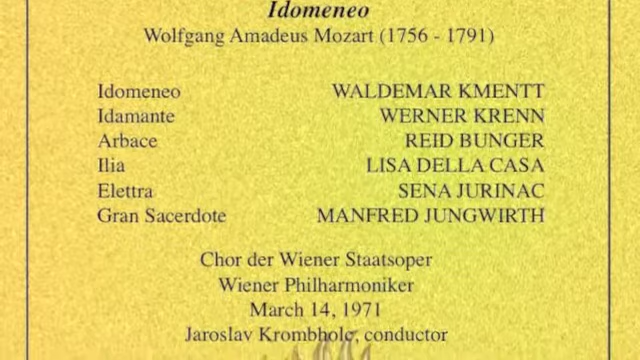 Idomeneo
Wolfgang Amadeus Mozart (1756 - 1791)
Idomeneo WALDEMAR KMENTT
Idamante WERNER KRENN
Arbace REID BUNGER
Ilia LISA DELLA CASA
Elettra SENA JURINAC
Gran Sacerdote MANFRED JUNGWIRTH
Chor der Wiener Staatsoper
Wiener Philharmoniker
March 14, 1971
Jaroslav Krombholc, conductor